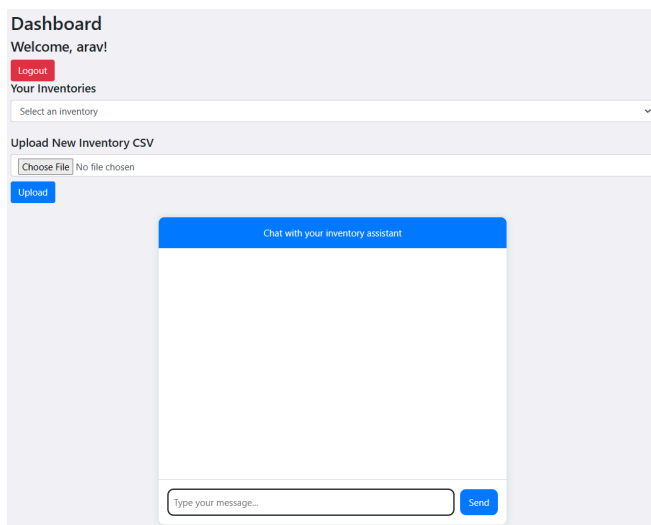 Dashboard
Welcome, arav!
Logout
Your Inventories
Select an inventory
Upload New Inventory CSV
Choose File No file chosen
Upload
Chat with your inventory assistant
Type your message...
Send